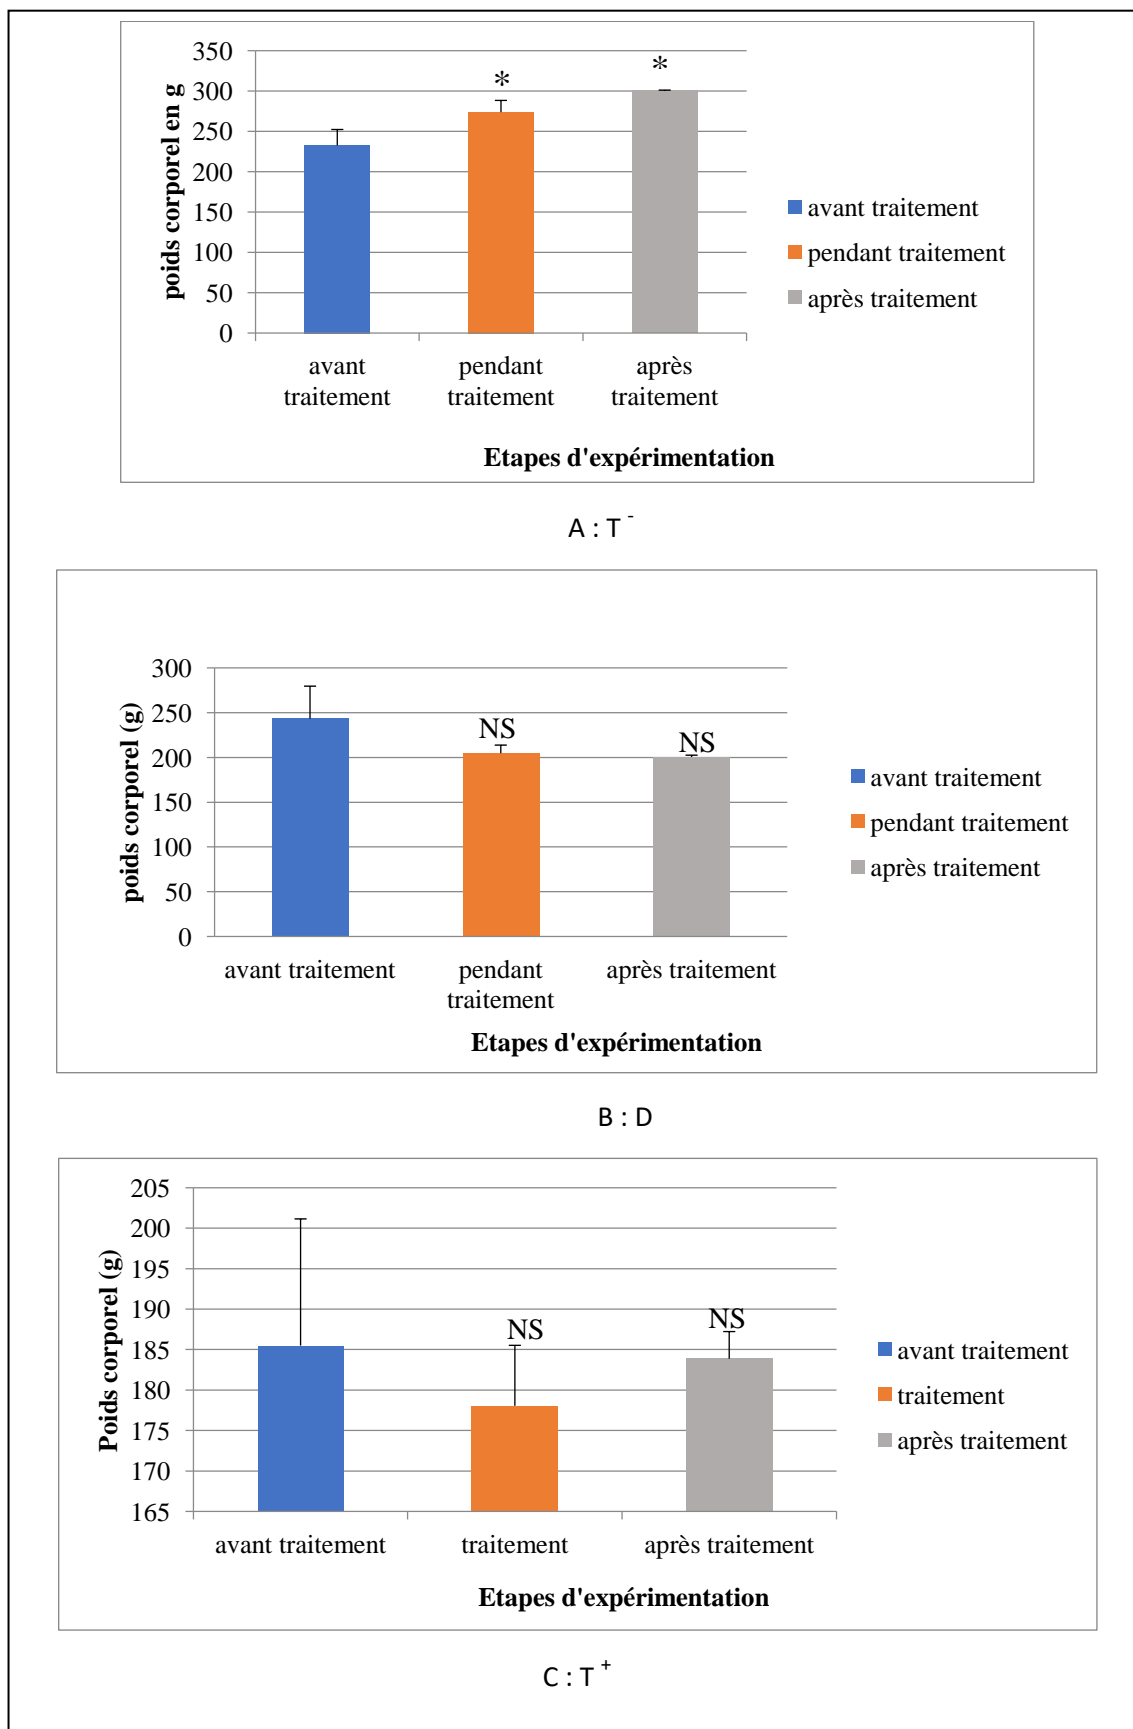 350
300
250
200
150
100
50
0
poids corporel en g
*
*
avant traitement
pendant traitement
après traitement
avant
traitement
pendant
traitement
après
traitement
Etapes d'expérimentation
A : T -
300
250
200
150
100
50
0
poids corporel (g)
NS
NS
avant traitement
pendant traitement
après traitement
avant traitement
pendant
traitement
après traitement
Etapes d'expérimentation
B : D
205
200
195
190
185
180
175
170
165
Poids corporel (g)
NS
NS
avant traitement
traitement
après traitement
avant traitement
traitement
après traitement
Etapes d'expérimentation
C : T +